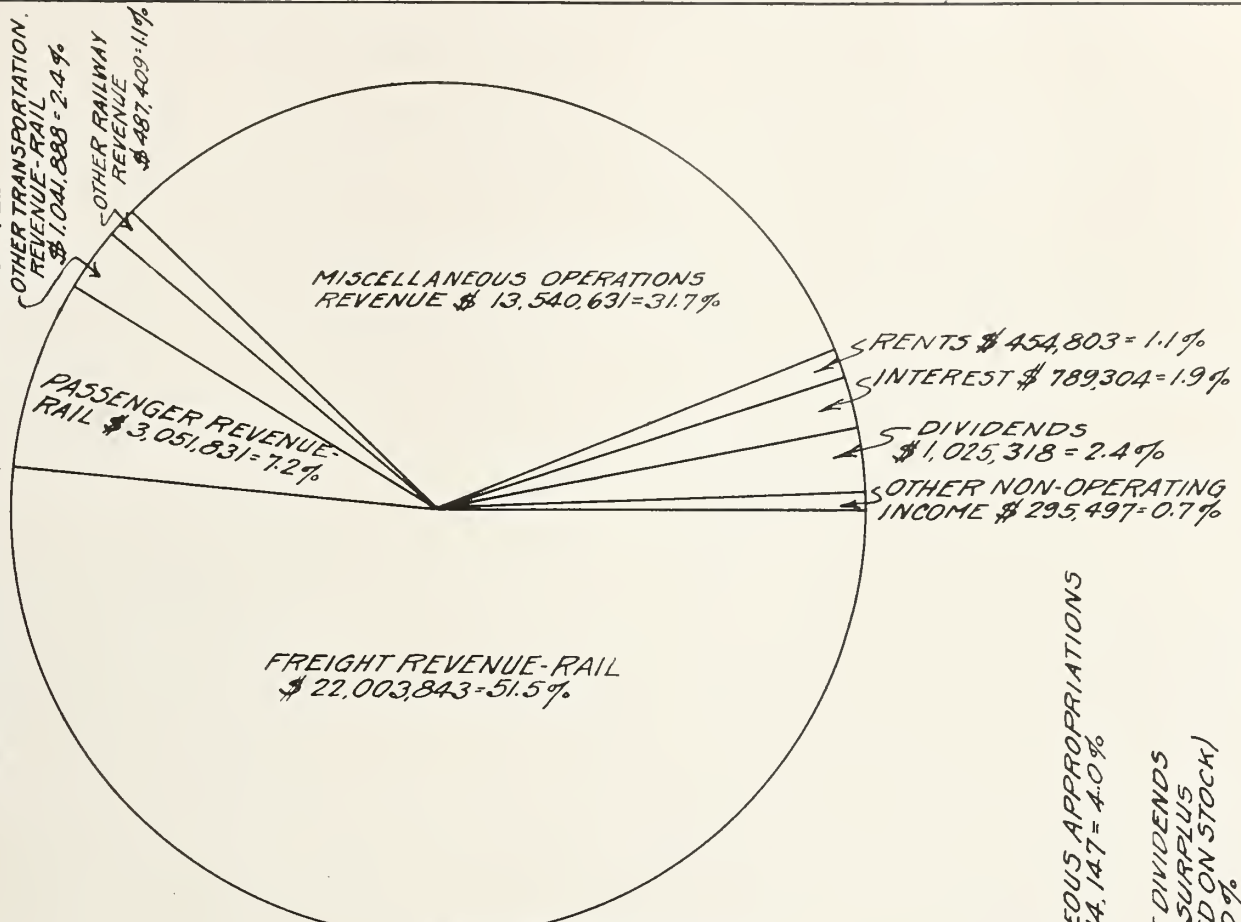 OTHER TRANSPORTATION.
REVENUE-RAIL
$1,041,888=2.4%
OTHER RAILWAY
REVENUE
$487,409=1.1%
MISCELLANEOUS OPERATIONS
REVENUE $ 13,540,631=31.7%
RENTS $ 454,803 = 1.1%
INTEREST $ 789,304=1.9%
DIVIDENDS
$1,025,318 = 2.4%
OTHER NON-OPERATING
INCOME $ 295,497=0.7%
PASSENGER REVENUE-
RAIL $ 3,051,831=7.2%
FREIGHT REVENUE-RAIL
$ 22,003,843=51.5%
APPROPRIATIONS
147= 4.0%
DIVIDENDS
SURPLUS
ON STOCK)